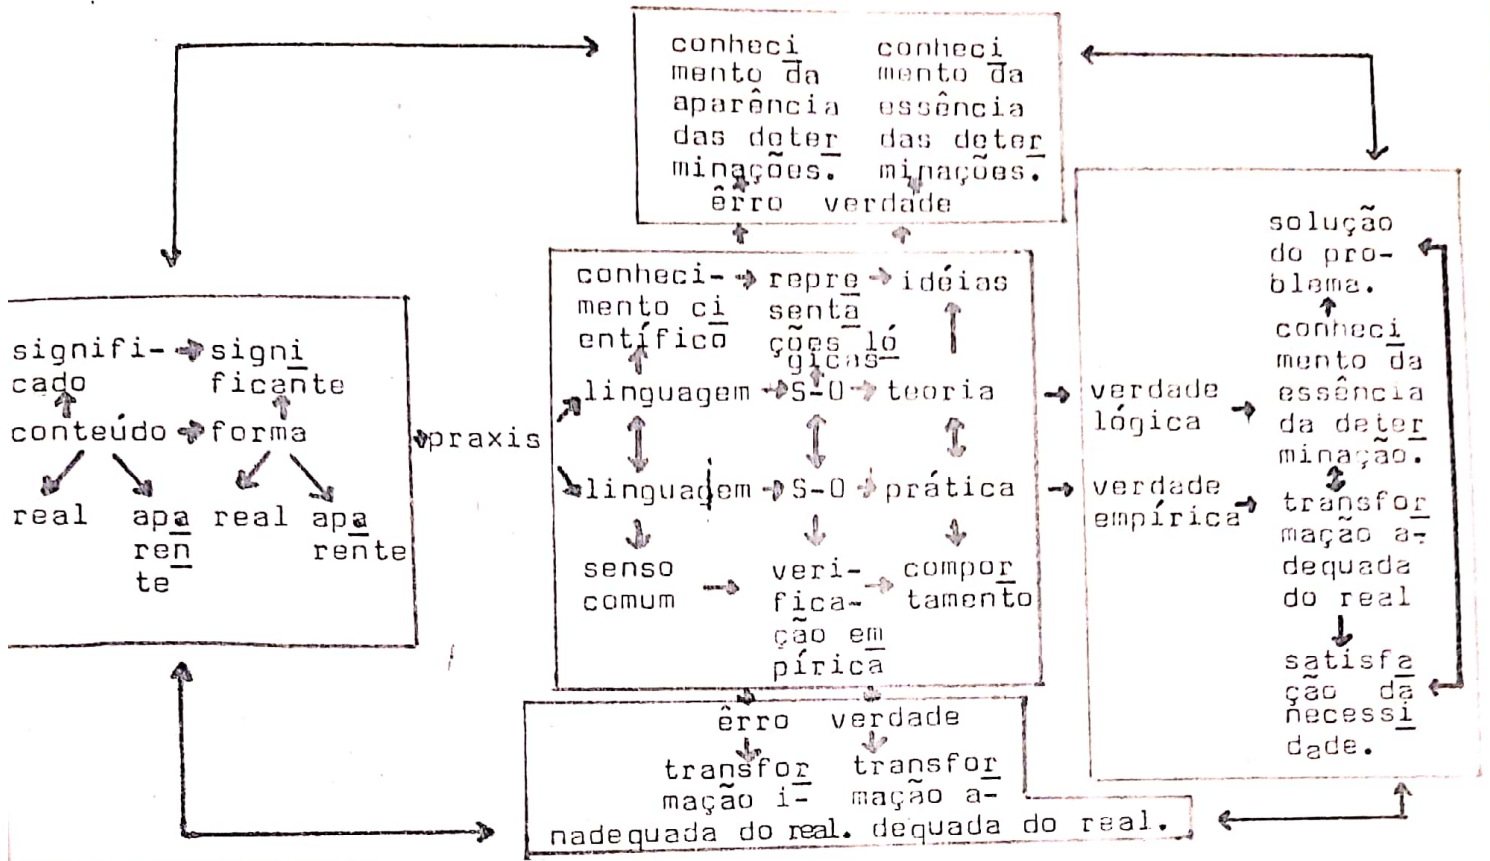 conheci
mento da
aparência
das deter
minações.
conheci
mento da
essência
das deter
minações.
êrro verdade
signifi-
cado
signi
ficante
conteúdo
forma
real
apa
ren
te
real
apa
rente
praxis
conheci-
mento ci
entífico
repre
senta
ções ló
gicas
idéias
linguagem
S-O
teoria
linguagem
S-O
prática
senso
comum
veri-
fica-
ção em
pírica
compor
tamento
verdade
lógica
verdade
empírica
solução
do pro-
blema.
conheci
mento da
essência
da deter
minação.
transfor
mação a-
dequada
do real
satisfa
ção da
necessi
dade.
êrro verdade
transfor
mação i-
nadequada do real.
transfor
mação a-
dequada do real.